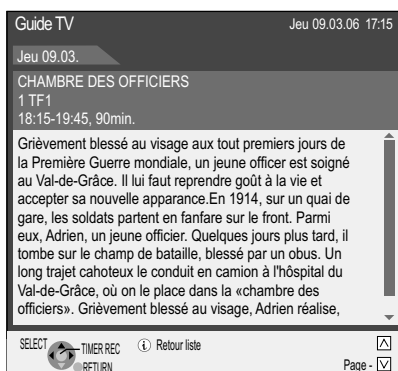 Guide TV Jeu 09.03.06 17:15
Jeu 09.03.
CHAMBRE DES OFFICIERS
1 TF1
18:15-19:45, 90min.
Grièvement blessé au visage aux tout premiers jours de
la Première Guerre mondiale, un jeune officer est soigné
au Val-de-Grâce. Il lui faut reprendre goût à la vie et
accepter sa nouvelle apparance.En 1914, sur un quai de
gare, les soldats partent en fanfare sur le front. Parmi
eux, Adrien, un jeune officier. Quelques jours plus tard, il
tombe sur le champ de bataille, blessé par un obus. Un
long trajet cahoteux le conduit en camion à l'hôspital du
Val-de-Grâce, où on le place dans la «chambre des
officiers». Grièvement blessé au visage, Adrien réalise,
SELECT TIMER REC i Retour liste
RETURN Page -